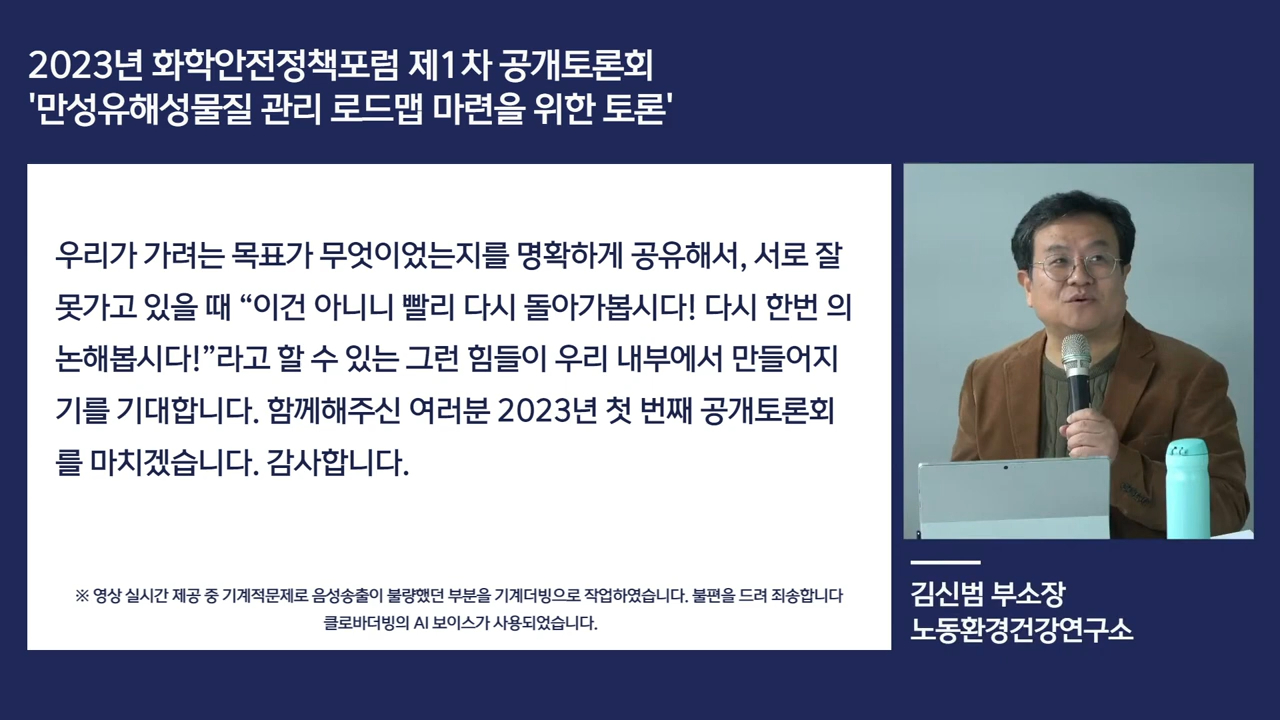 2023년 화학안전정책포럼 제1차 공개토론회
'만성유해성물질 관리 로드맵 마련을 위한 토론'
우리가 가려는 목표가 무엇이었는지를 명확하게 공유해서, 서로 잘
못가고 있을 때 “이건 아니니 빨리 다시 돌아가봅시다! 다시 한번 의
논해봅시다!”라고 할 수 있는 그런 힘들이 우리 내부에서 만들어지
기를 기대합니다. 함께해주신 여러분 2023년 첫 번째 공개토론회
를 마치겠습니다. 감사합니다.
※ 영상 실시간 제공 중 기계적문제로 음성송출이 불량했던 부분을 기계더빙으로 작업하였습니다. 불편을 드려 죄송합니다
클로바더빙의 AI 보이스가 사용되었습니다.
김신범 부소장
노동환경건강연구소